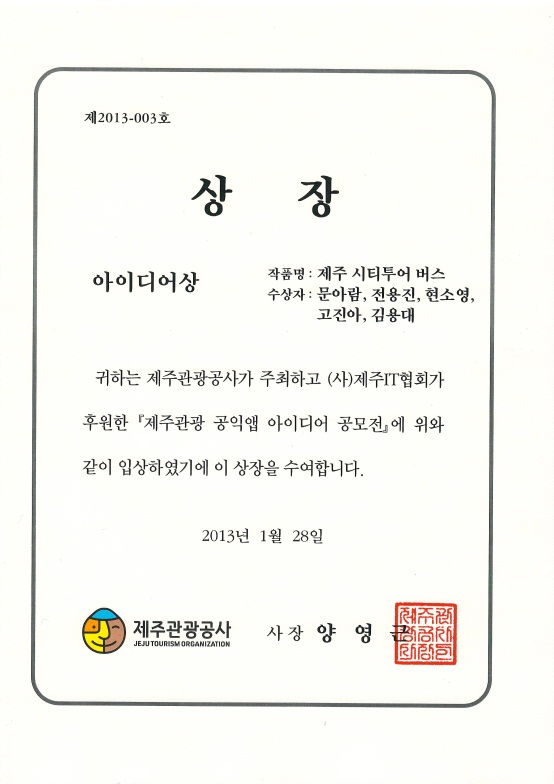 제2013-003호
상 장
아이디어상
작품명 : 제주 시티투어 버스
수상자 : 문아람, 전용진, 현소영,
고진아, 김용대
귀하는 제주관광공사가 주최하고 (사)제주IT협회가
후원한 『제주관광 공익앱 아이디어 공모전』에 위와
같이 입상하였기에 이 상장을 수여합니다.
2013년 1월 28일
제주관광공사
JEJU TOURISM ORGANIZATION
사장 양 영 근